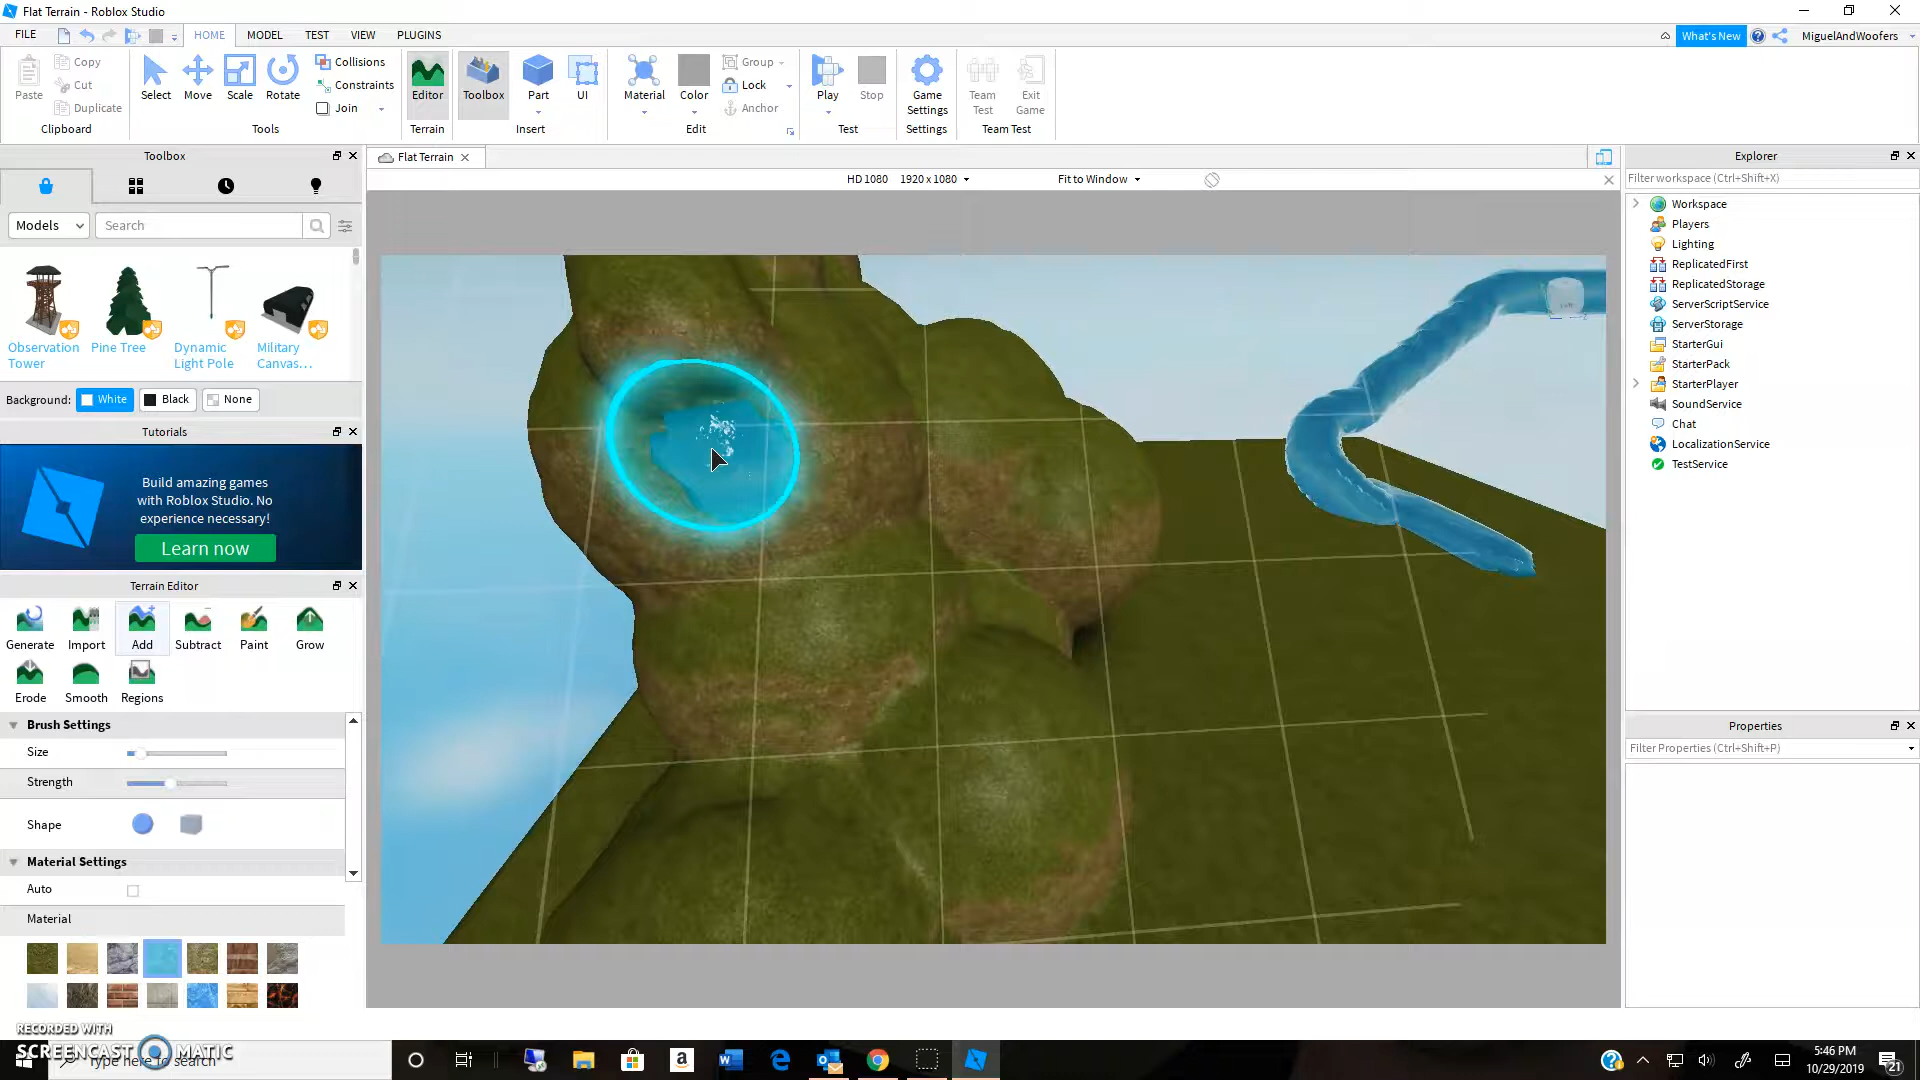 Flat Terrain - Roblox Studio
FILE
HOME
MODEL
TEST
VIEW
PLUGINS
What's New
MiguelAndWoofers
Paste
Copy
Cut
Duplicate
Clipboard
Select
Move
Scale
Rotate
Collisions
Constraints
Join
Tools
Editor
Terrain
Toolbox
Part
UI
Insert
Material
Color
Group
Lock
Anchor
Edit
Play
Stop
Test
Game
Settings
Settings
Team
Test
Exit
Game
Team Test
Toolbox
Flat Terrain
Explorer
HD 1080 1920 x 1080
Fit to Window
Filter workspace (Ctrl+Shift+X)
Models
Search
Observation
Tower
Pine Tree
Dynamic
Light Pole
Military
Canvas...
Background:
White
Black
None
Tutorials
Build amazing games
with Roblox Studio. No
experience necessary!
Learn now
Terrain Editor
Generate
Import
Add
Subtract
Paint
Grow
Erode
Smooth
Regions
Brush Settings
Size
Strength
Shape
Material Settings
Auto
Material
Workspace
Players
Lighting
ReplicatedFirst
ReplicatedStorage
ServerScriptService
ServerStorage
StarterGui
StarterPack
StarterPlayer
SoundService
Chat
LocalizationService
TestService
Properties
Filter Properties (Ctrl+Shift+P)
RECORDED WITH
SCREENCAST MATIC
Type here to search
5:46 PM
10/29/2019
21